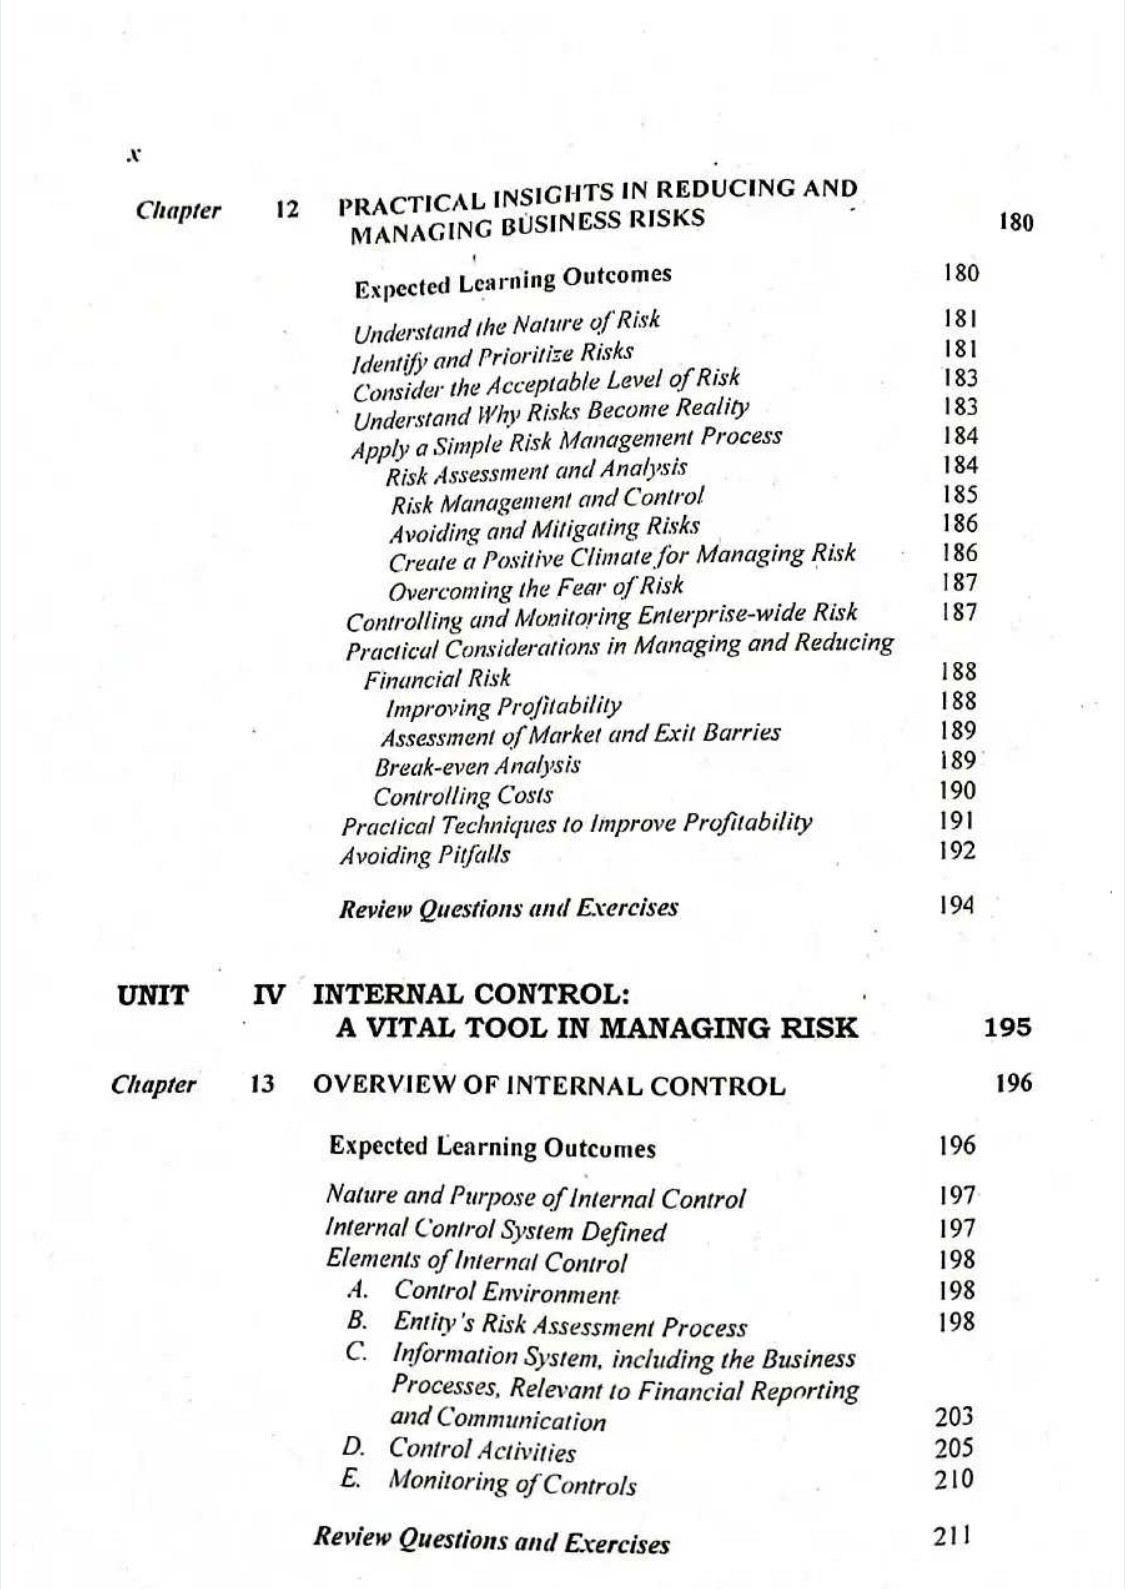 x
Chapter 12 PRACTICAL INSIGHTS IN REDUCING AND
MANAGING BUSINESS RISKS 180
Expected Learning Outcomes 180
Understand the Nature of Risk 181
Identify and Prioritize Risks 181
Consider the Acceptable Level of Risk 183
Understand Why Risks Become Reality 183
Apply a Simple Risk Management Process 184
Risk Assessment and Analysis 184
Risk Management and Control 185
Avoiding and Mitigating Risks 186
Create a Positive Climate for Managing Risk 186
Overcoming the Fear of Risk 187
Controlling and Monitoring Enterprise-wide Risk 187
Practical Considerations in Managing and Reducing
Financial Risk 188
Improving Profitability 188
Assessment of Market and Exit Barries 189
Break-even Analysis 189
Controlling Costs 190
Practical Techniques to Improve Profitability 191
Avoiding Pitfalls 192
Review Questions and Exercises 194
UNIT IV INTERNAL CONTROL:
A VITAL TOOL IN MANAGING RISK 195
Chapter 13 OVERVIEW OF INTERNAL CONTROL 196
Expected Learning Outcomes 196
Nature and Purpose of Internal Control 197
Internal Control System Defined 197
Elements of Internal Control 198
A. Control Environment 198
B. Entity's Risk Assessment Process 198
C. Information System, including the Business
Processes, Relevant to Financial Reporting
and Communication 203
D. Control Activities 205
E. Monitoring of Controls 210
Review Questions and Exercises 211